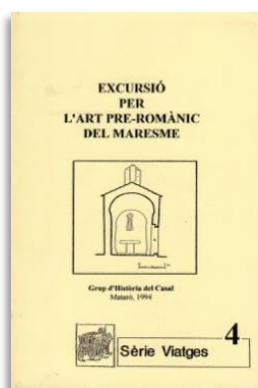 EXCURSIÓ
PER
L'ART PRE-ROMÀNIC
DEL MARESME
Grup d'Història del Casal
Mataró, 1994
4
Sèrie Viatges